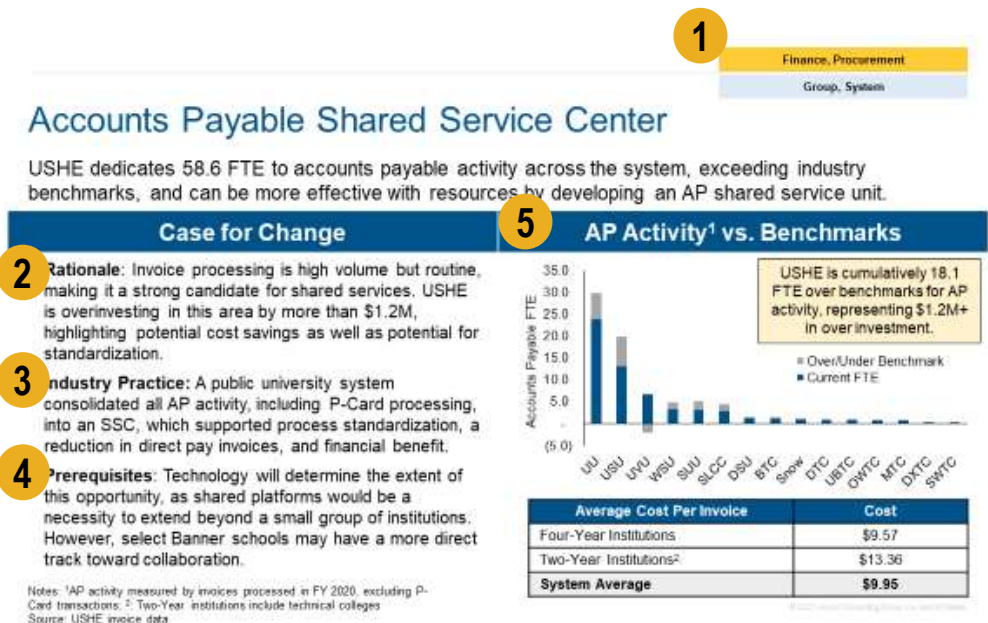 1
Finance, Procurement
Group, System
Accounts Payable Shared Service Center
USHE dedicates 58.6 FTE to accounts payable activity across the system, exceeding industry
benchmarks, and can be more effective with resources by developing an AP shared service unit.
Case for Change
2
Rationale: Invoice processing is high volume but routine,
making it a strong candidate for shared services. USHE
is overinvesting in this area by more than $1.2M,
highlighting potential cost savings as well as potential for
standardization.
3
Industry Practice: A public university system
consolidated all AP activity, including P-Card processing,
into an SSC, which supported process standardization, a
reduction in direct pay invoices, and financial benefit.
4
Prerequisites: Technology will determine the extent of
this opportunity, as shared platforms would be a
necessity to extend beyond a small group of institutions.
However, select Banner schools may have a more direct
track toward collaboration.
Notes: ¹AP activity measured by invoices processed in FY 2020, excluding P-
Card transactions; ²: Two-Year institutions include technical colleges
Source: USHE invoice data
5
AP Activity¹ vs. Benchmarks
USHE is cumulatively 18.1
FTE over benchmarks for AP
activity, representing $1.2M+
in over investment.
Over/Under Benchmark
Current FTE
Accounts Payable FTE
35.0
30.0
25.0
20.0
15.0
10.0
5.0
-
(5.0)
UU USU UVU WSU SUU SLCC DSU BTC Snow DTC UBTC OWTC MTC DXTC SWTC
Average Cost Per Invoice Cost
Four-Year Institutions $9.57
Two-Year Institutions² $13.36
System Average $9.95